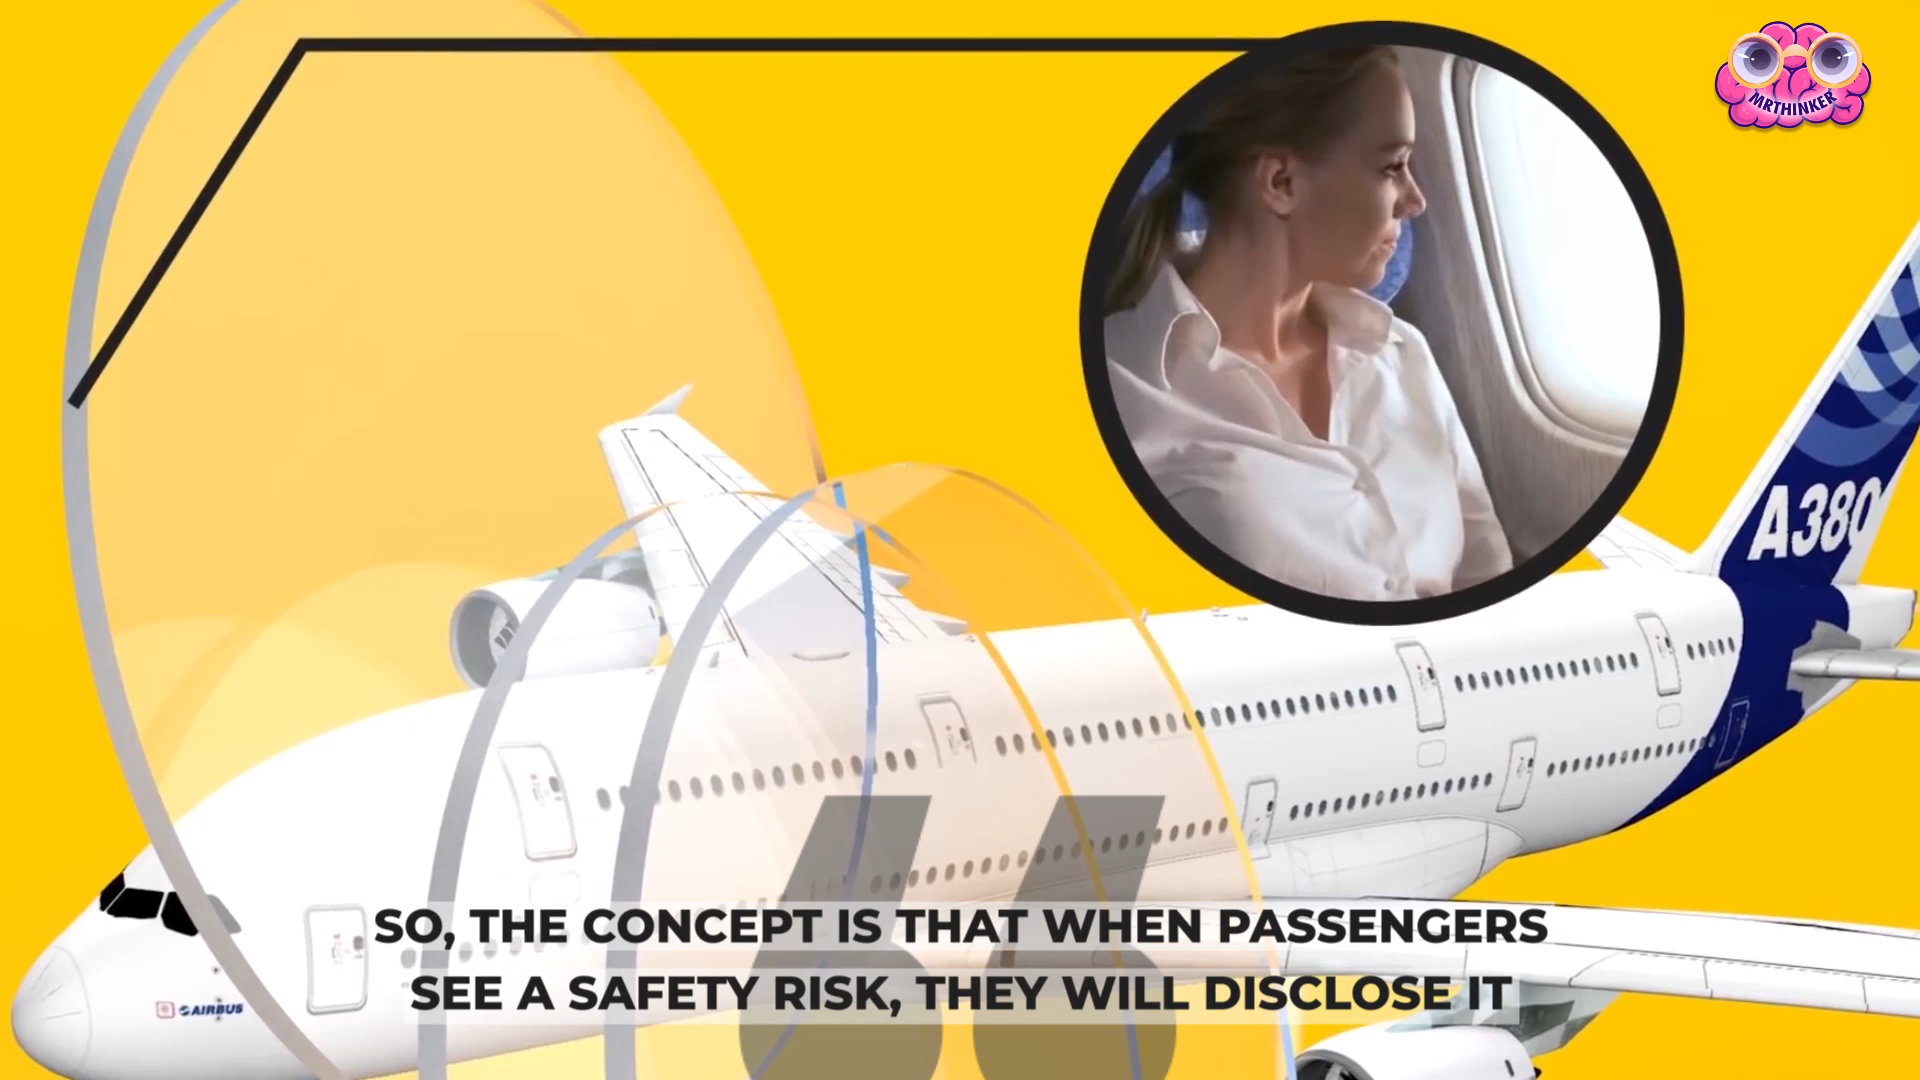 MRTHINKER
A380
SO, THE CONCEPT IS THAT WHEN PASSENGERS
SEE A SAFETY RISK, THEY WILL DISCLOSE IT
AIRBUS